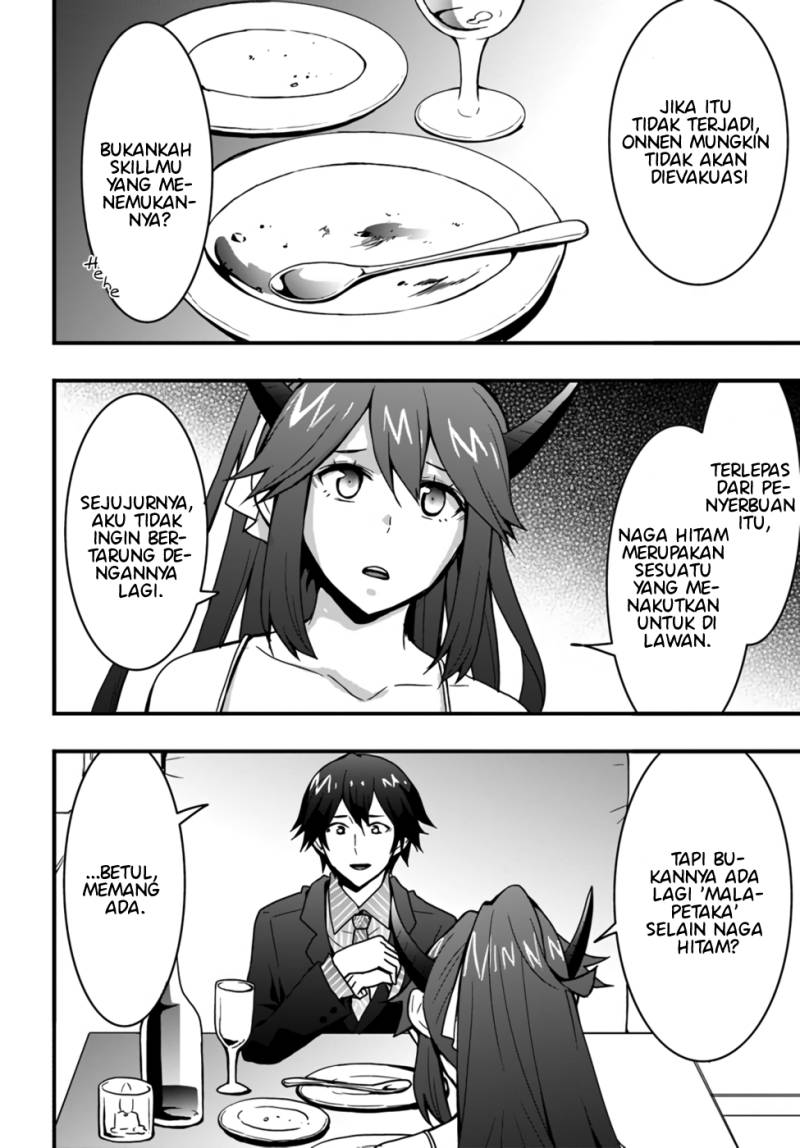 JIKA ITU
TIDAK TERJADI,
ONNEN MUNGKIN
TIDAK AKAN
DIEVAKUASI
BUKANKAH
SKILLMU
YANG ME-
NEMUKAN-
NYA?
Hehe
TERLEPAS
DARI PE-
NYERBUAN
ITU,
NAGA HITAM
MERUPAKAN
SESUATU
YANG ME-
NAKUTKAN
UNTUK DI
LAWAN.
SEJUJURNYA,
AKU TIDAK
INGIN BER-
TARUNG DE-
NGANNYA
LAGI.
TAPI BU-
KANNYA ADA
LAGI 'MALA-
PETAKA'
SELAIN NAGA
HITAM?
...BETUL,
MEMANG
ADA.